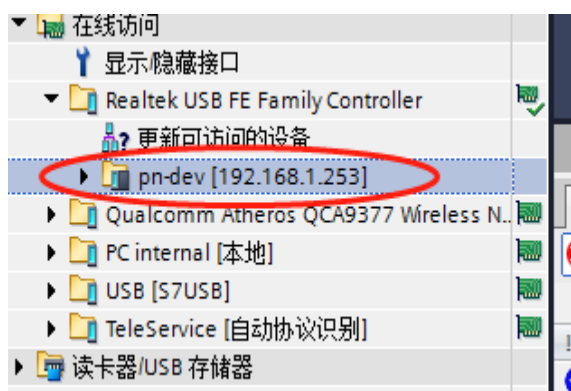 在线访问
显示/隐藏接口
Realtek USB FE Family Controller
更新可访问的设备
pn-dev [192.168.1.253]
Qualcomm Atheros QCA9377 Wireless N..
PC internal [本地]
USB [S7USB]
TeleService [自动协议识别]
读卡器/USB 存储器